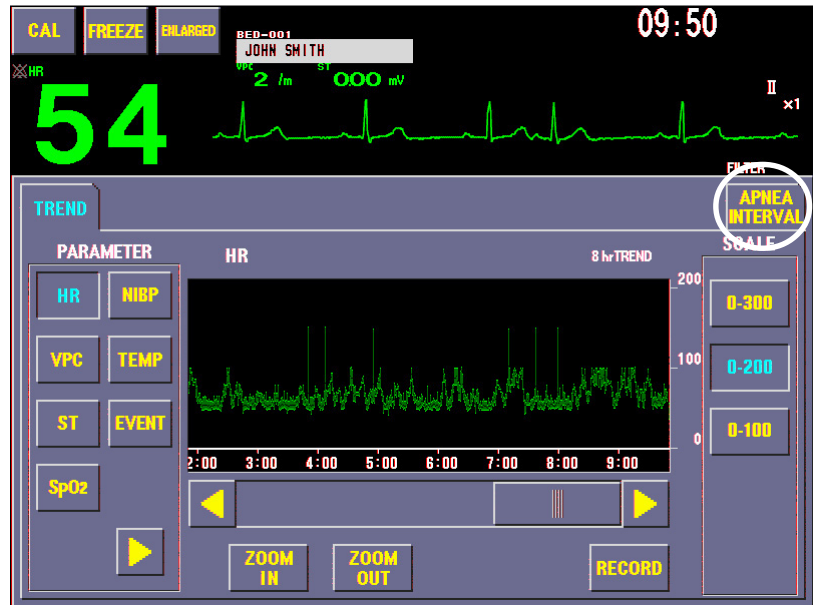 CAL FREEZE ENLARGED
BED-001
09:50
JOHN SMITH
HR
VPC 2 /m ST 0.00 mV
54
II
×1
FILTER
TREND
APNEA
INTERVAL
PARAMETER
HR
8 hrTREND
SCALE
HR NIBP
VPC TEMP
ST EVENT
SpO2
200
100
0
0-300
0-200
0-100
2:00 3:00 4:00 5:00 6:00 7:00 8:00 9:00
ZOOM
IN
ZOOM
OUT
RECORD